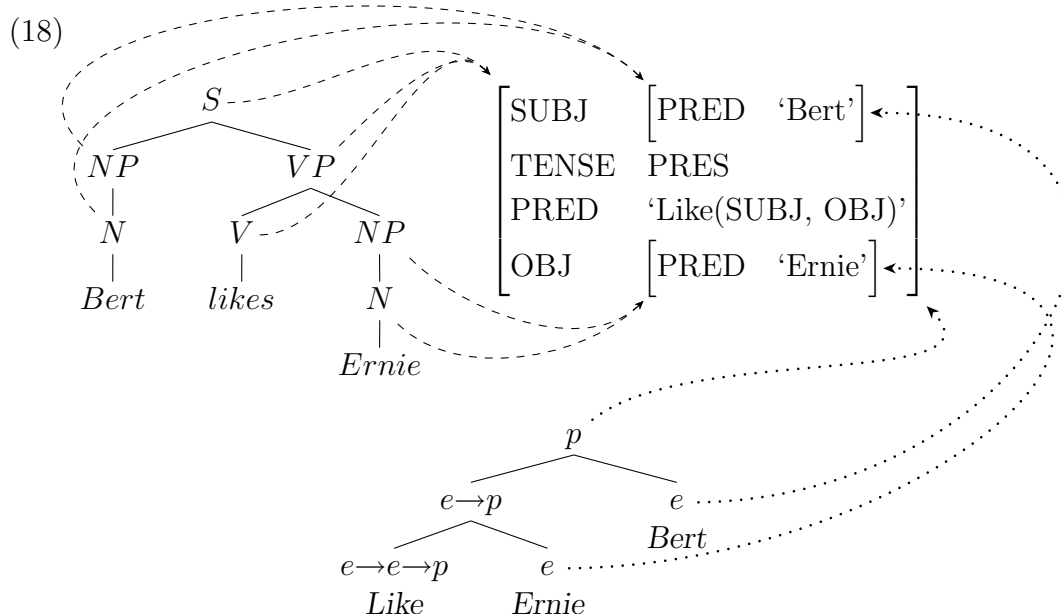 (18)
S
NP VP
N V NP
Bert likes N
Ernie
SUBJ [PRED ‘Bert’]
TENSE PRES
PRED ‘Like(SUBJ, OBJ)’
OBJ [PRED ‘Ernie’]
p
e→p e
Bert
e→e→p e
Like Ernie